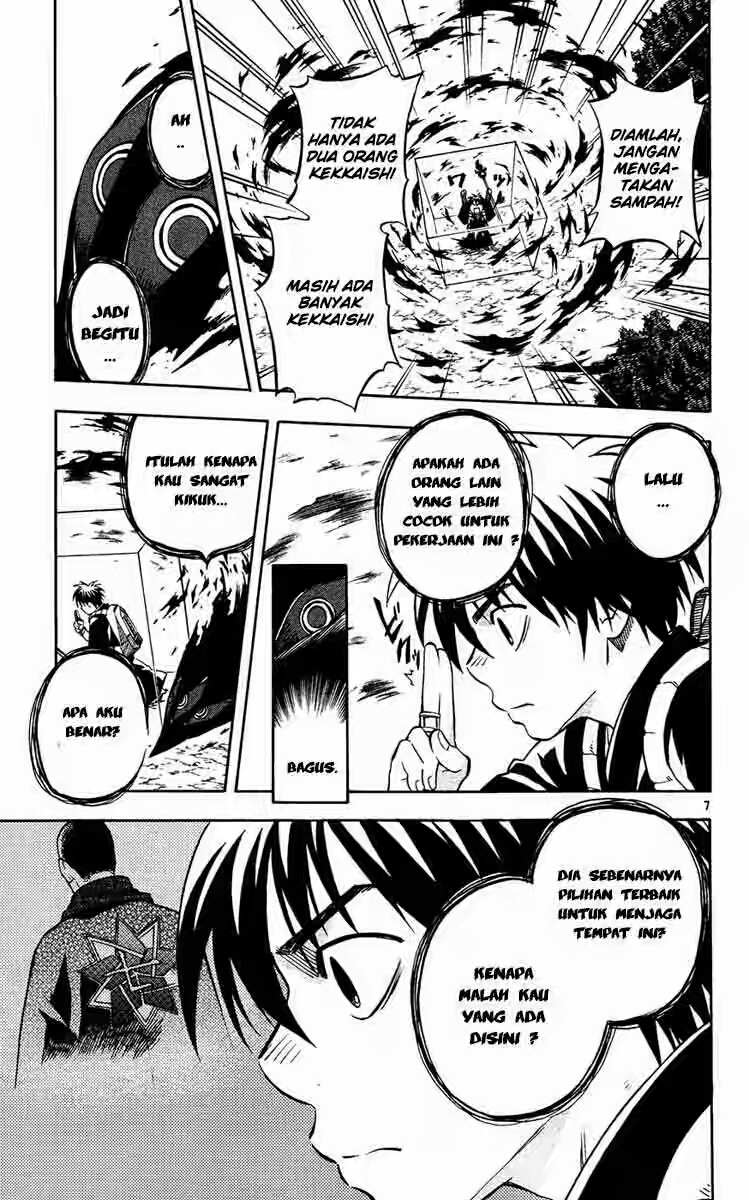 DIAMLAH,
JANGAN
MENGA-
TAKAN
SAMPAH!
TIDAK
HANYA ADA
DUA ORANG
KEKKAISHI
MASIH ADA
BANYAK
KEKKAISHI
AH
..
JADI
BEGITU
...
LALU
...
APAKAH ADA
ORANG LAIN
YANG LEBIH
COCOK UNTUK
PEKERJAAN INI ?
BAGUS.
ITULAH KENAPA
KAU SANGAT
KIKUK...
APA AKU
BENAR?
7
DIA SEBENARNYA
PILIHAN TERBAIK
UNTUK MENJAGA
TEMPAT INI?
KENAPA
MALAH KAU
YANG ADA
DISINI ?